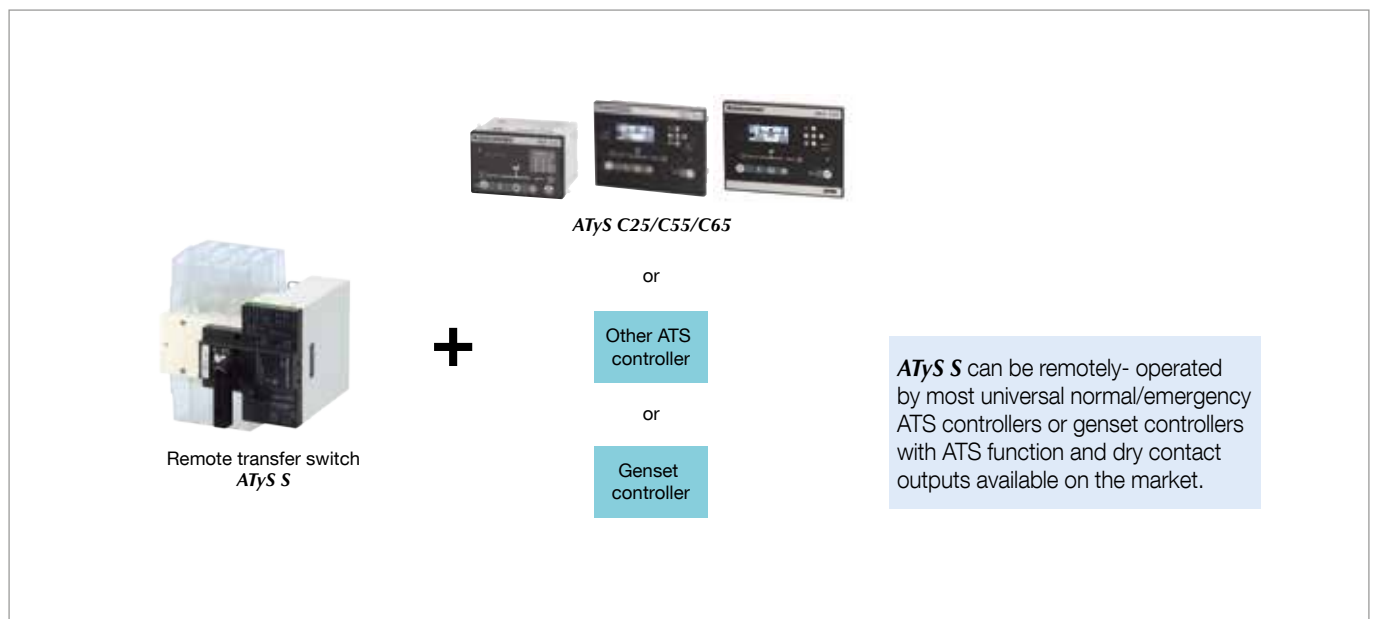 ATyS C25/C55/C65
or
Other ATS
controller
or
Genset
controller
Remote transfer switch
ATyS S
ATyS S can be remotely- operated
by most universal normal/emergency
ATS controllers or genset controllers
with ATS function and dry contact
outputs available on the market.